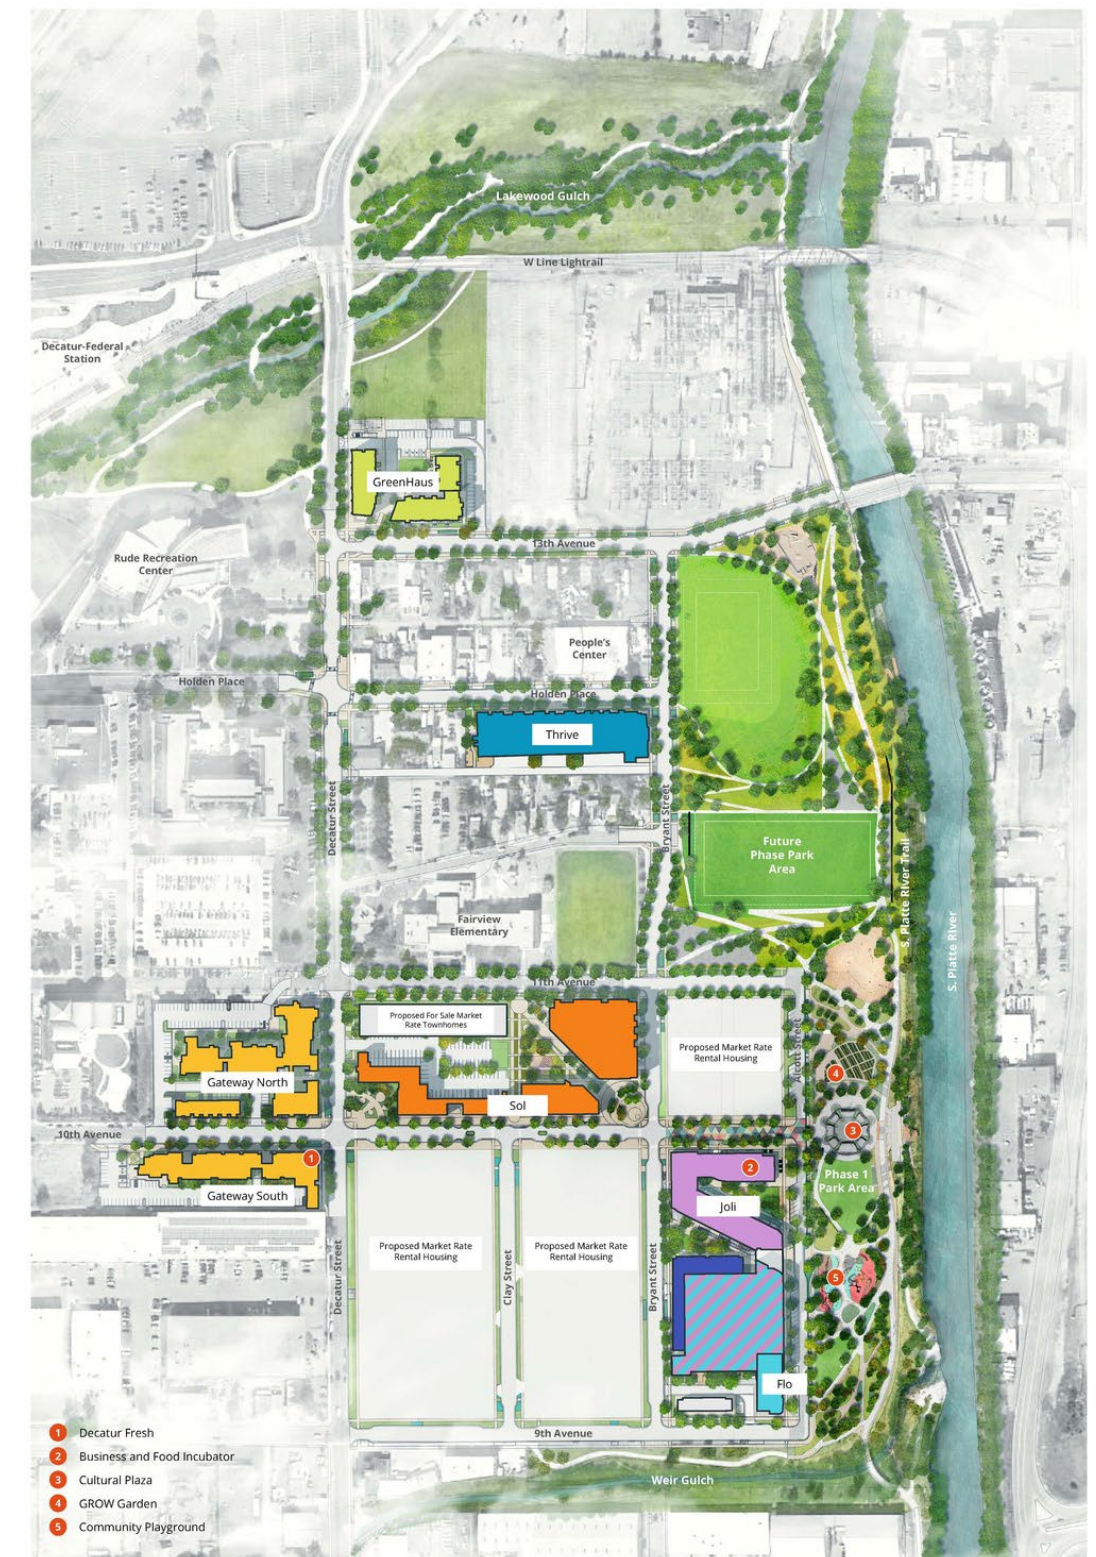 Lakewood Gulch
W Line Lightrail
Decatur-Federal
Station
GreenHaus
13th Avenue
Rude Recreation
Center
People's
Center
Holden Place
Holden Place
Thrive
Decatur Street
Bryant Street
Future
Phase Park
Area
S. Platte River Trail
S. Platte River
Fairview
Elementary
11th Avenue
Proposed For Sale Market
Rate Townhomes
Proposed Market Rate
Rental Housing
Alcott Street
4
Gateway North
Sol
10th Avenue
3
1
2
Gateway South
Joli
Phase 1
Park Area
Proposed Market Rate
Rental Housing
Proposed Market Rate
Rental Housing
Decatur Street
Clay Street
Bryant Street
5
Flo
9th Avenue
Weir Gulch
1 Decatur Fresh
2 Business and Food Incubator
3 Cultural Plaza
4 GROW Garden
5 Community Playground